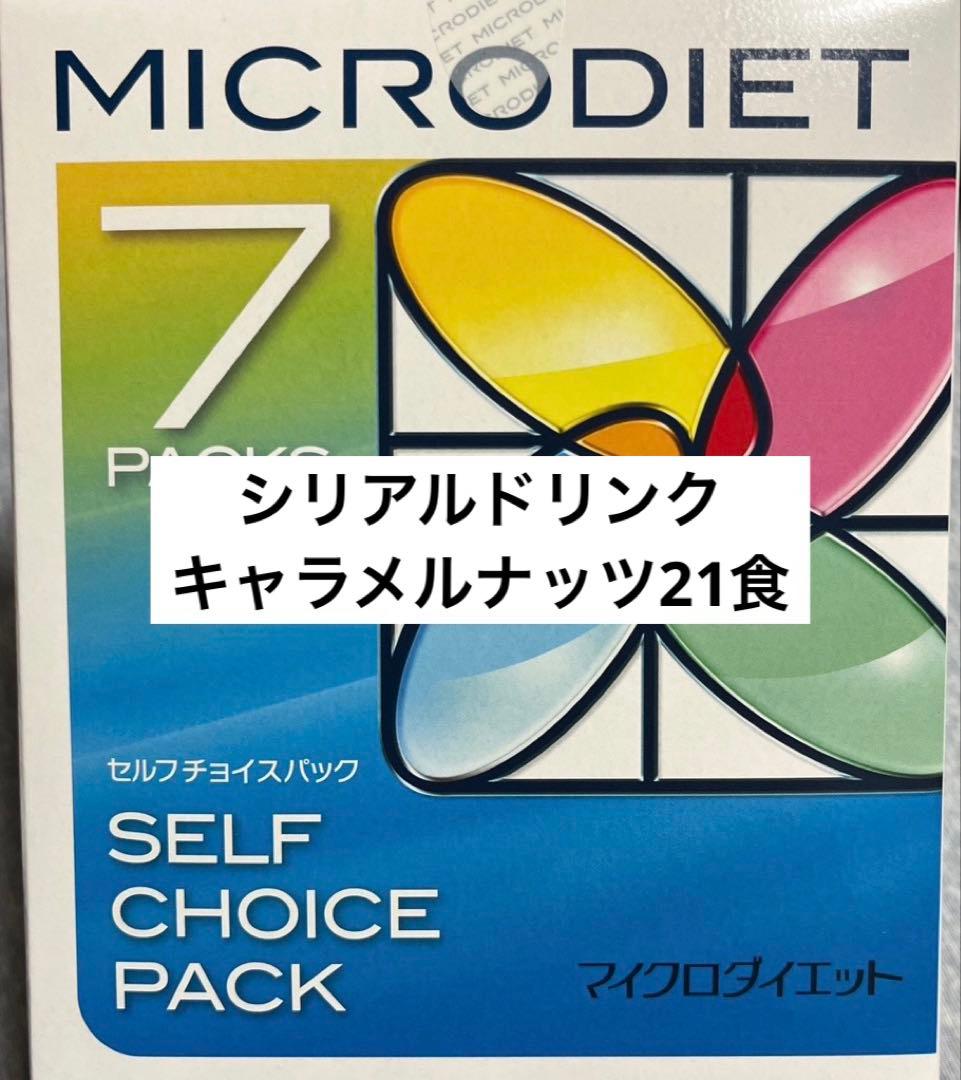 MICRODIET
7
PACKS
シリアルドリンク
キャラメルナッツ21食
セルフチョイスパック
SELF
CHOICE
PACK
マイクロダイエット